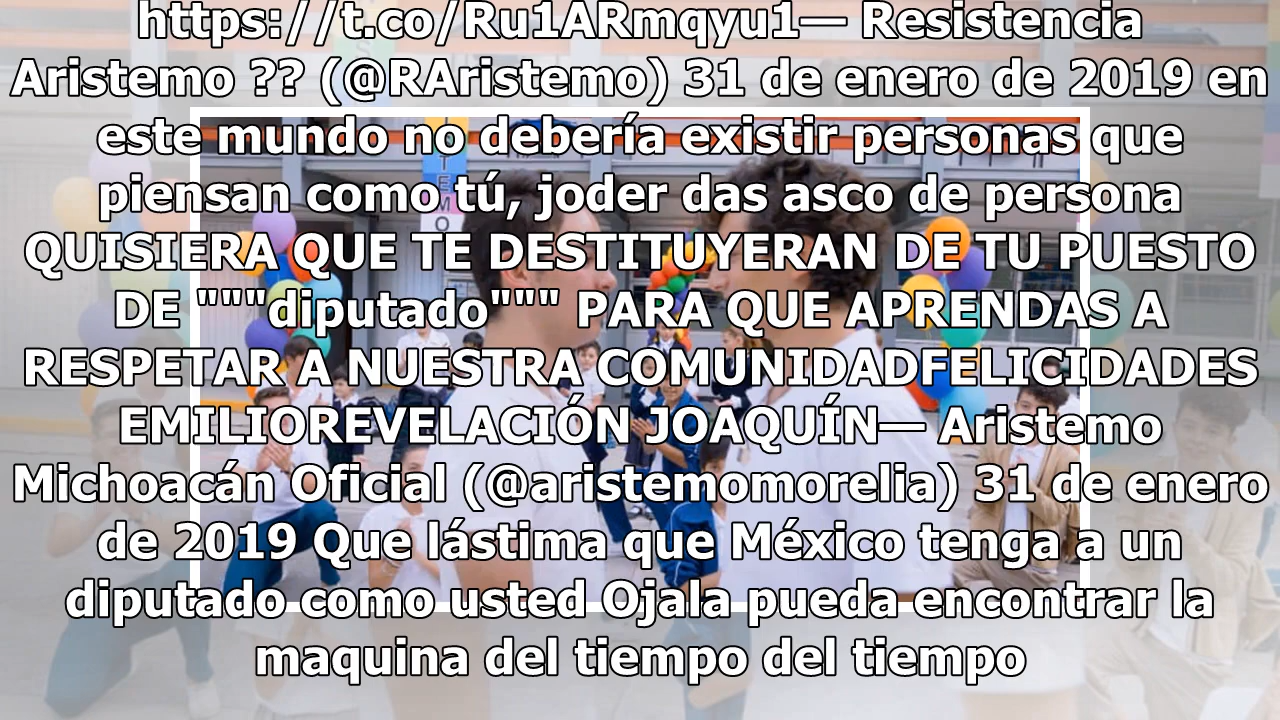 https://t.co/Ru1ARmqyu1— Resistencia
Aristemo ?? (@RAristemo) 31 de enero de 2019 en
este mundo no debería existir personas que
piensan como tú, joder das asco de persona
QUISIERA QUE TE DESTITUYERAN DE TU PUESTO
DE """diputado""" PARA QUE APRENDAS A
RESPETAR A NUESTRA COMUNIDADFELICIDADES
EMILIOREVELACIÓN JOAQUÍN— Aristemo
Michoacán Oficial (@aristemomorelia) 31 de enero
de 2019 Que lástima que México tenga a un
diputado como usted Ojala pueda encontrar la
maquina del tiempo del tiempo